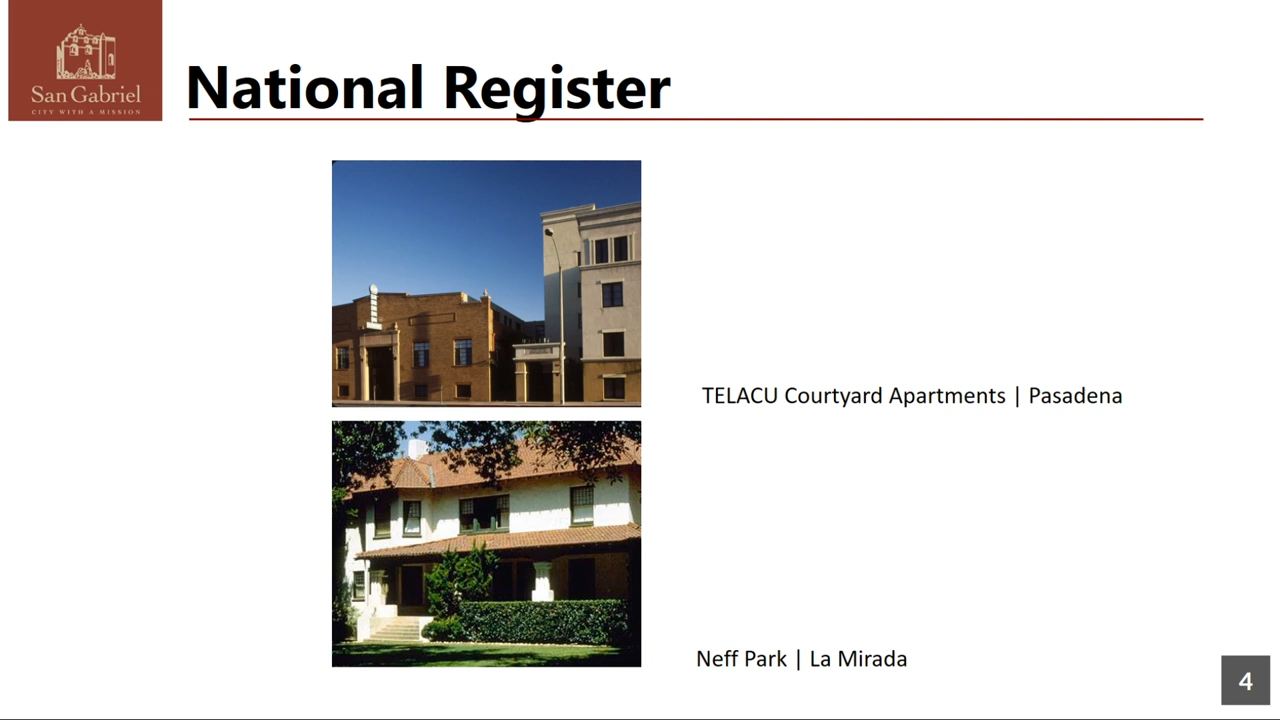 San Gabriel
CITY WITH A MISSION
National Register
TELACU Courtyard Apartments | Pasadena
Neff Park | La Mirada
4